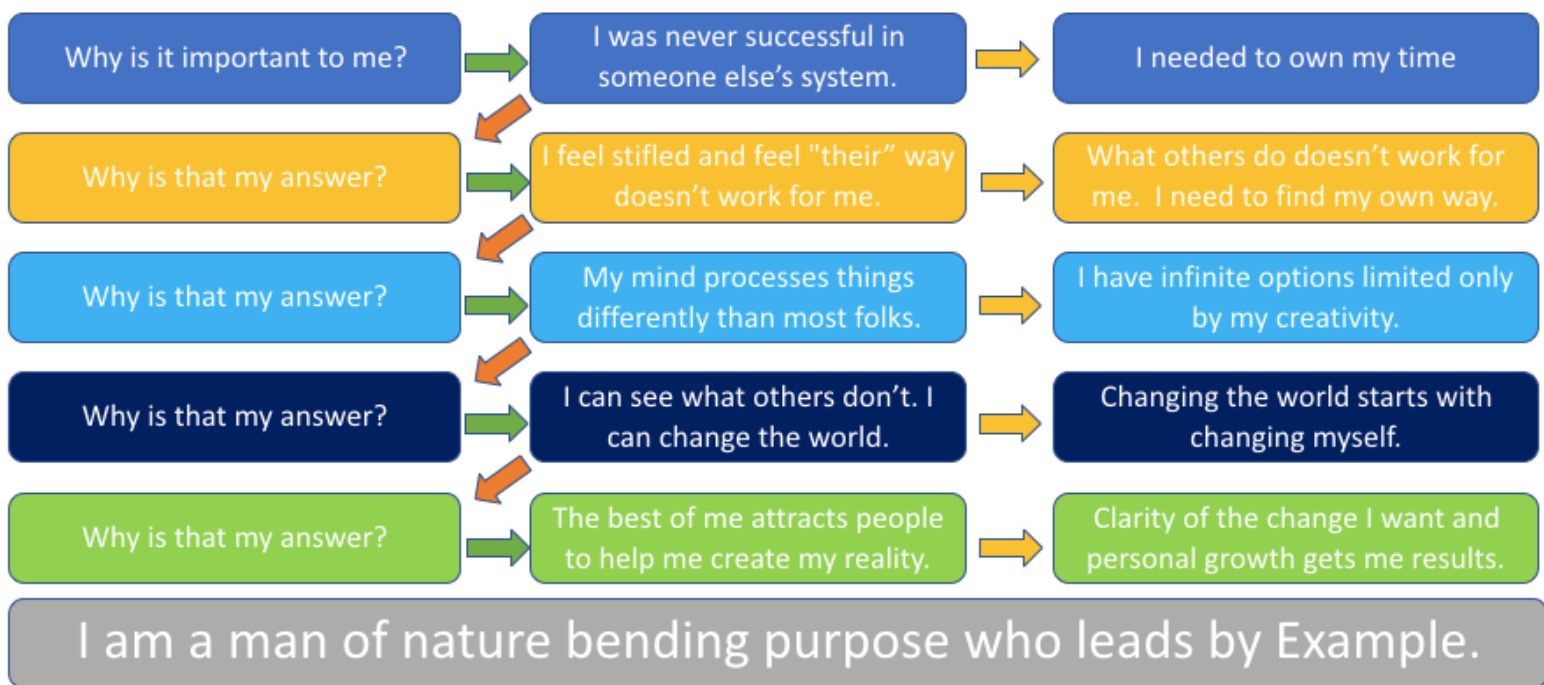 Why is it important to me?
I was never successful in
someone else’s system.
I needed to own my time
Why is that my answer?
I feel stifled and feel "their” way
doesn’t work for me.
What others do doesn’t work for
me.  I need to find my own way.
Why is that my answer?
My mind processes things
differently than most folks.
I have infinite options limited only
by my creativity.
Why is that my answer?
I can see what others don’t. I
can change the world.
Changing the world starts with
changing myself.
Why is that my answer?
The best of me attracts people
to help me create my reality.
Clarity of the change I want and
personal growth gets me results.
I am a man of nature bending purpose who leads by Example.